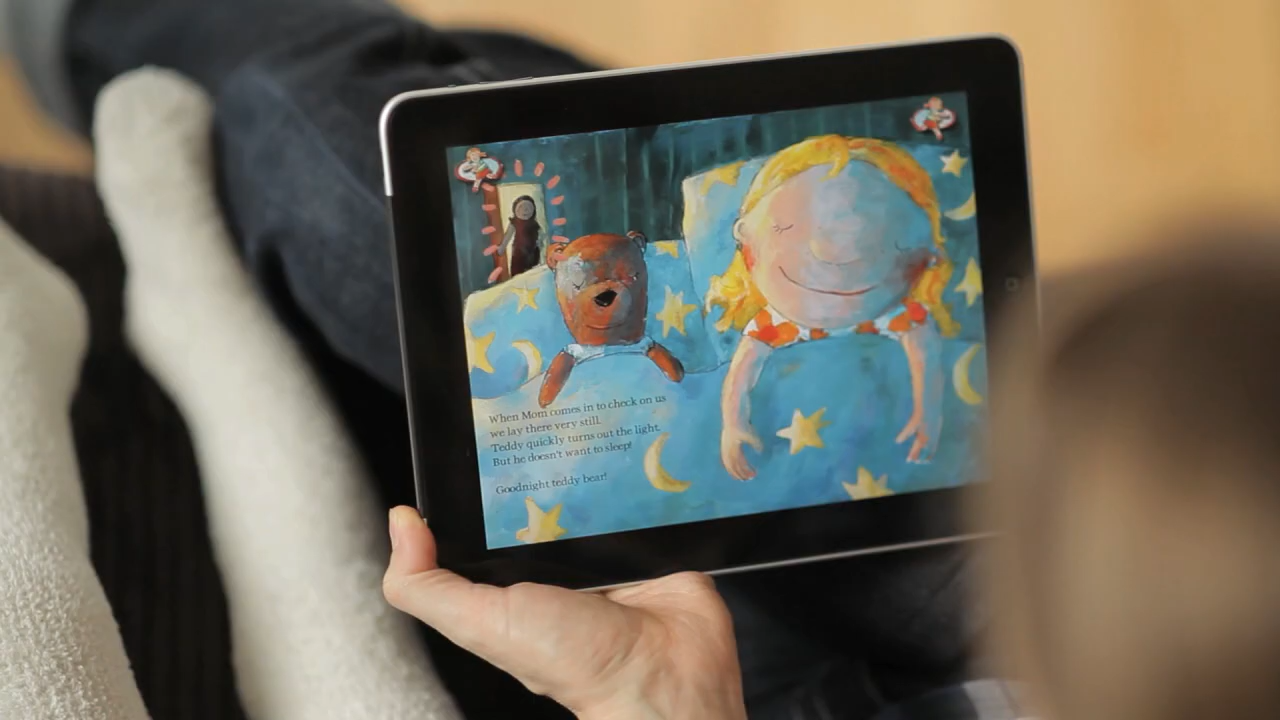 When Mom comes in to check on us
we lay there very still.
Teddy quickly turns out the light.
But he doesn't want to sleep!
Goodnight teddy bear!